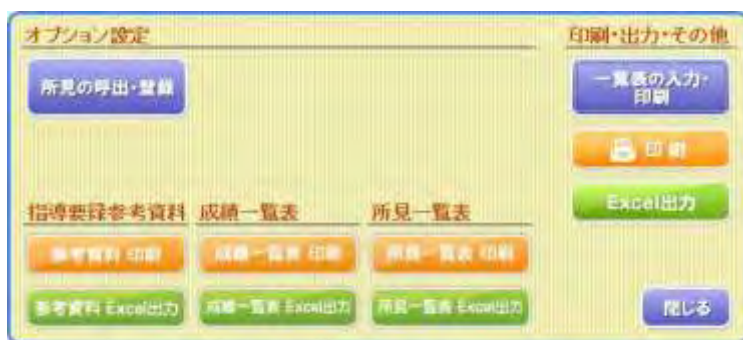 オプション設定
所見の呼出・登録
印刷・出力・その他
一覧表の入力・
印刷
印刷
Excel出力
指導要録参考資料
参考資料 印刷
参考資料 Excel出力
成績一覧表
成績一覧表 印刷
成績一覧表 Excel出力
所見一覧表
所見一覧表 印刷
所見一覧表 Excel出力
閉じる